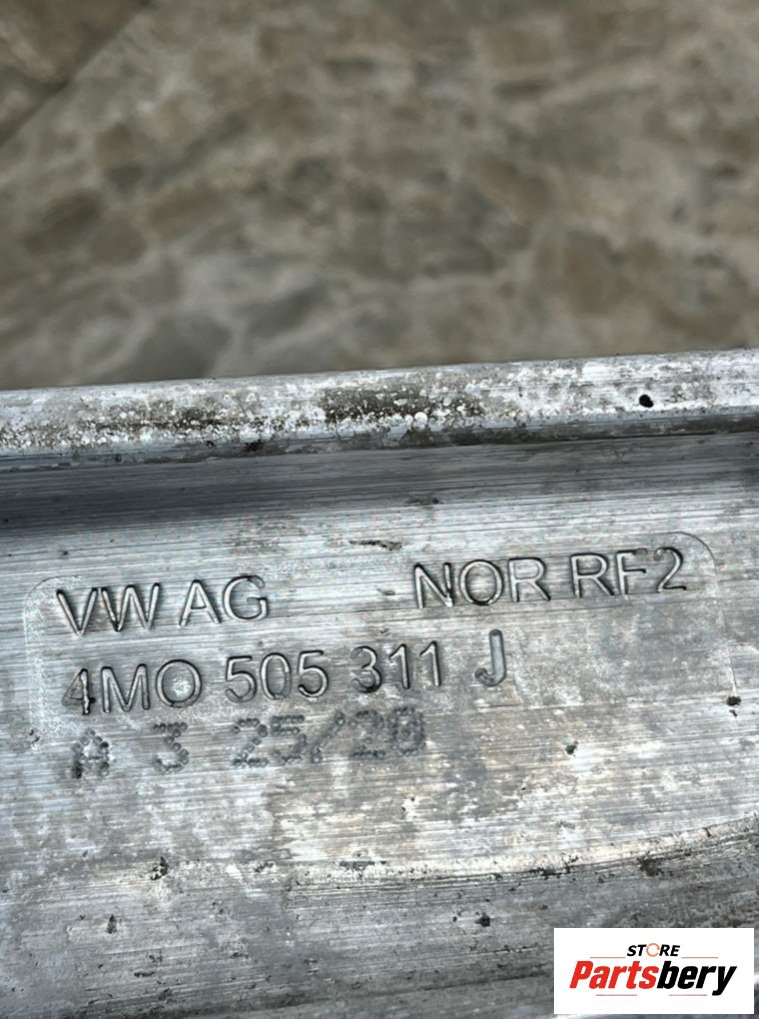 VW AG NOR RF2
4M0 505 311 J
A 3 25/20
STORE
Partsbery